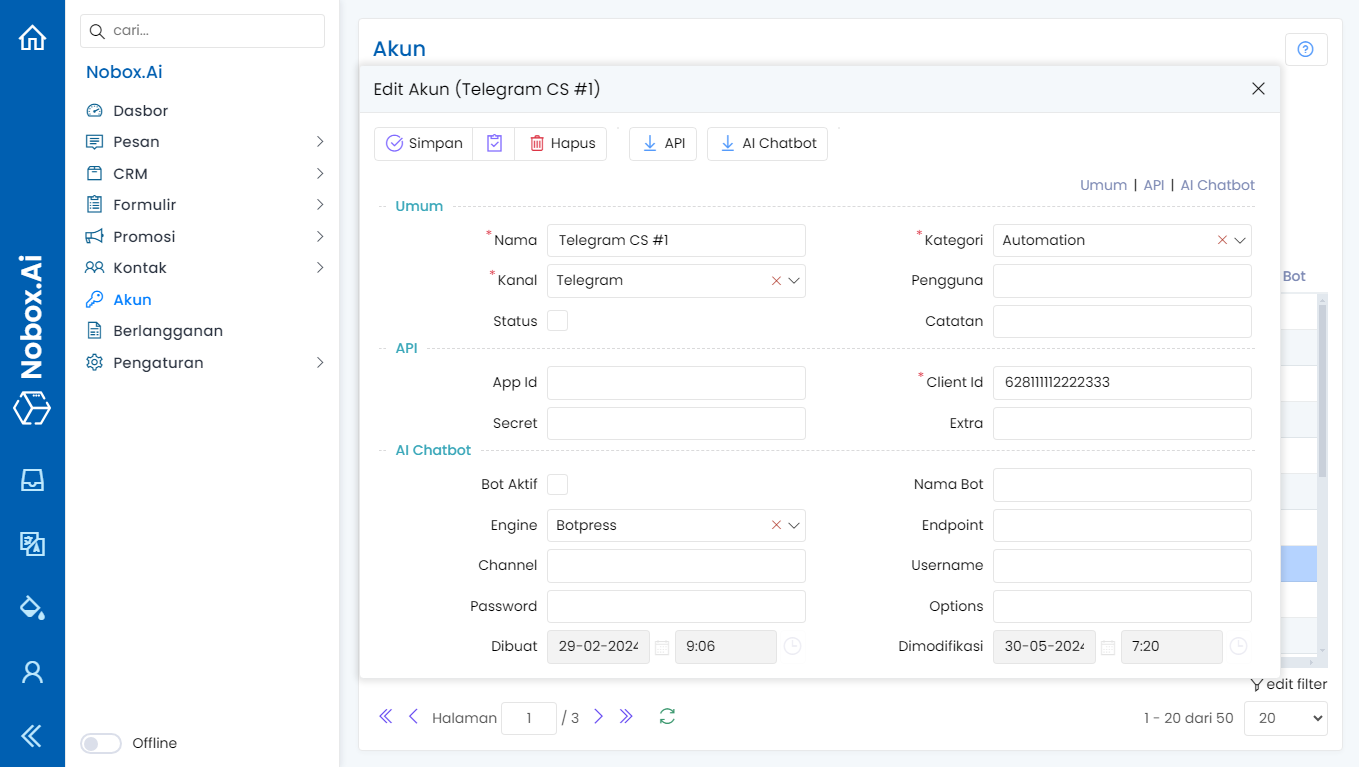 cari...
Nobox.Ai
Dasbor
Pesan
CRM
Formulir
Promosi
Kontak
Akun
Berlangganan
Pengaturan
Offline
Nobox.Ai
Akun
Edit Akun (Telegram CS #1)
Simpan Hapus API AI Chatbot
Umum | API | AI Chatbot
Umum
* Nama Telegram CS #1 * Kategori Automation
* Kanal Telegram Pengguna
Status Catatan
API
App Id * Client Id 628111112222333
Secret Extra
AI Chatbot
Bot Aktif Nama Bot
Engine Botpress Endpoint
Channel Username
Password Options
Dibuat 29-02-2024 9:06 Dimodifikasi 30-05-2024 7:20
Bot
edit filter
Halaman 1 / 3 1 - 20 dari 50 20